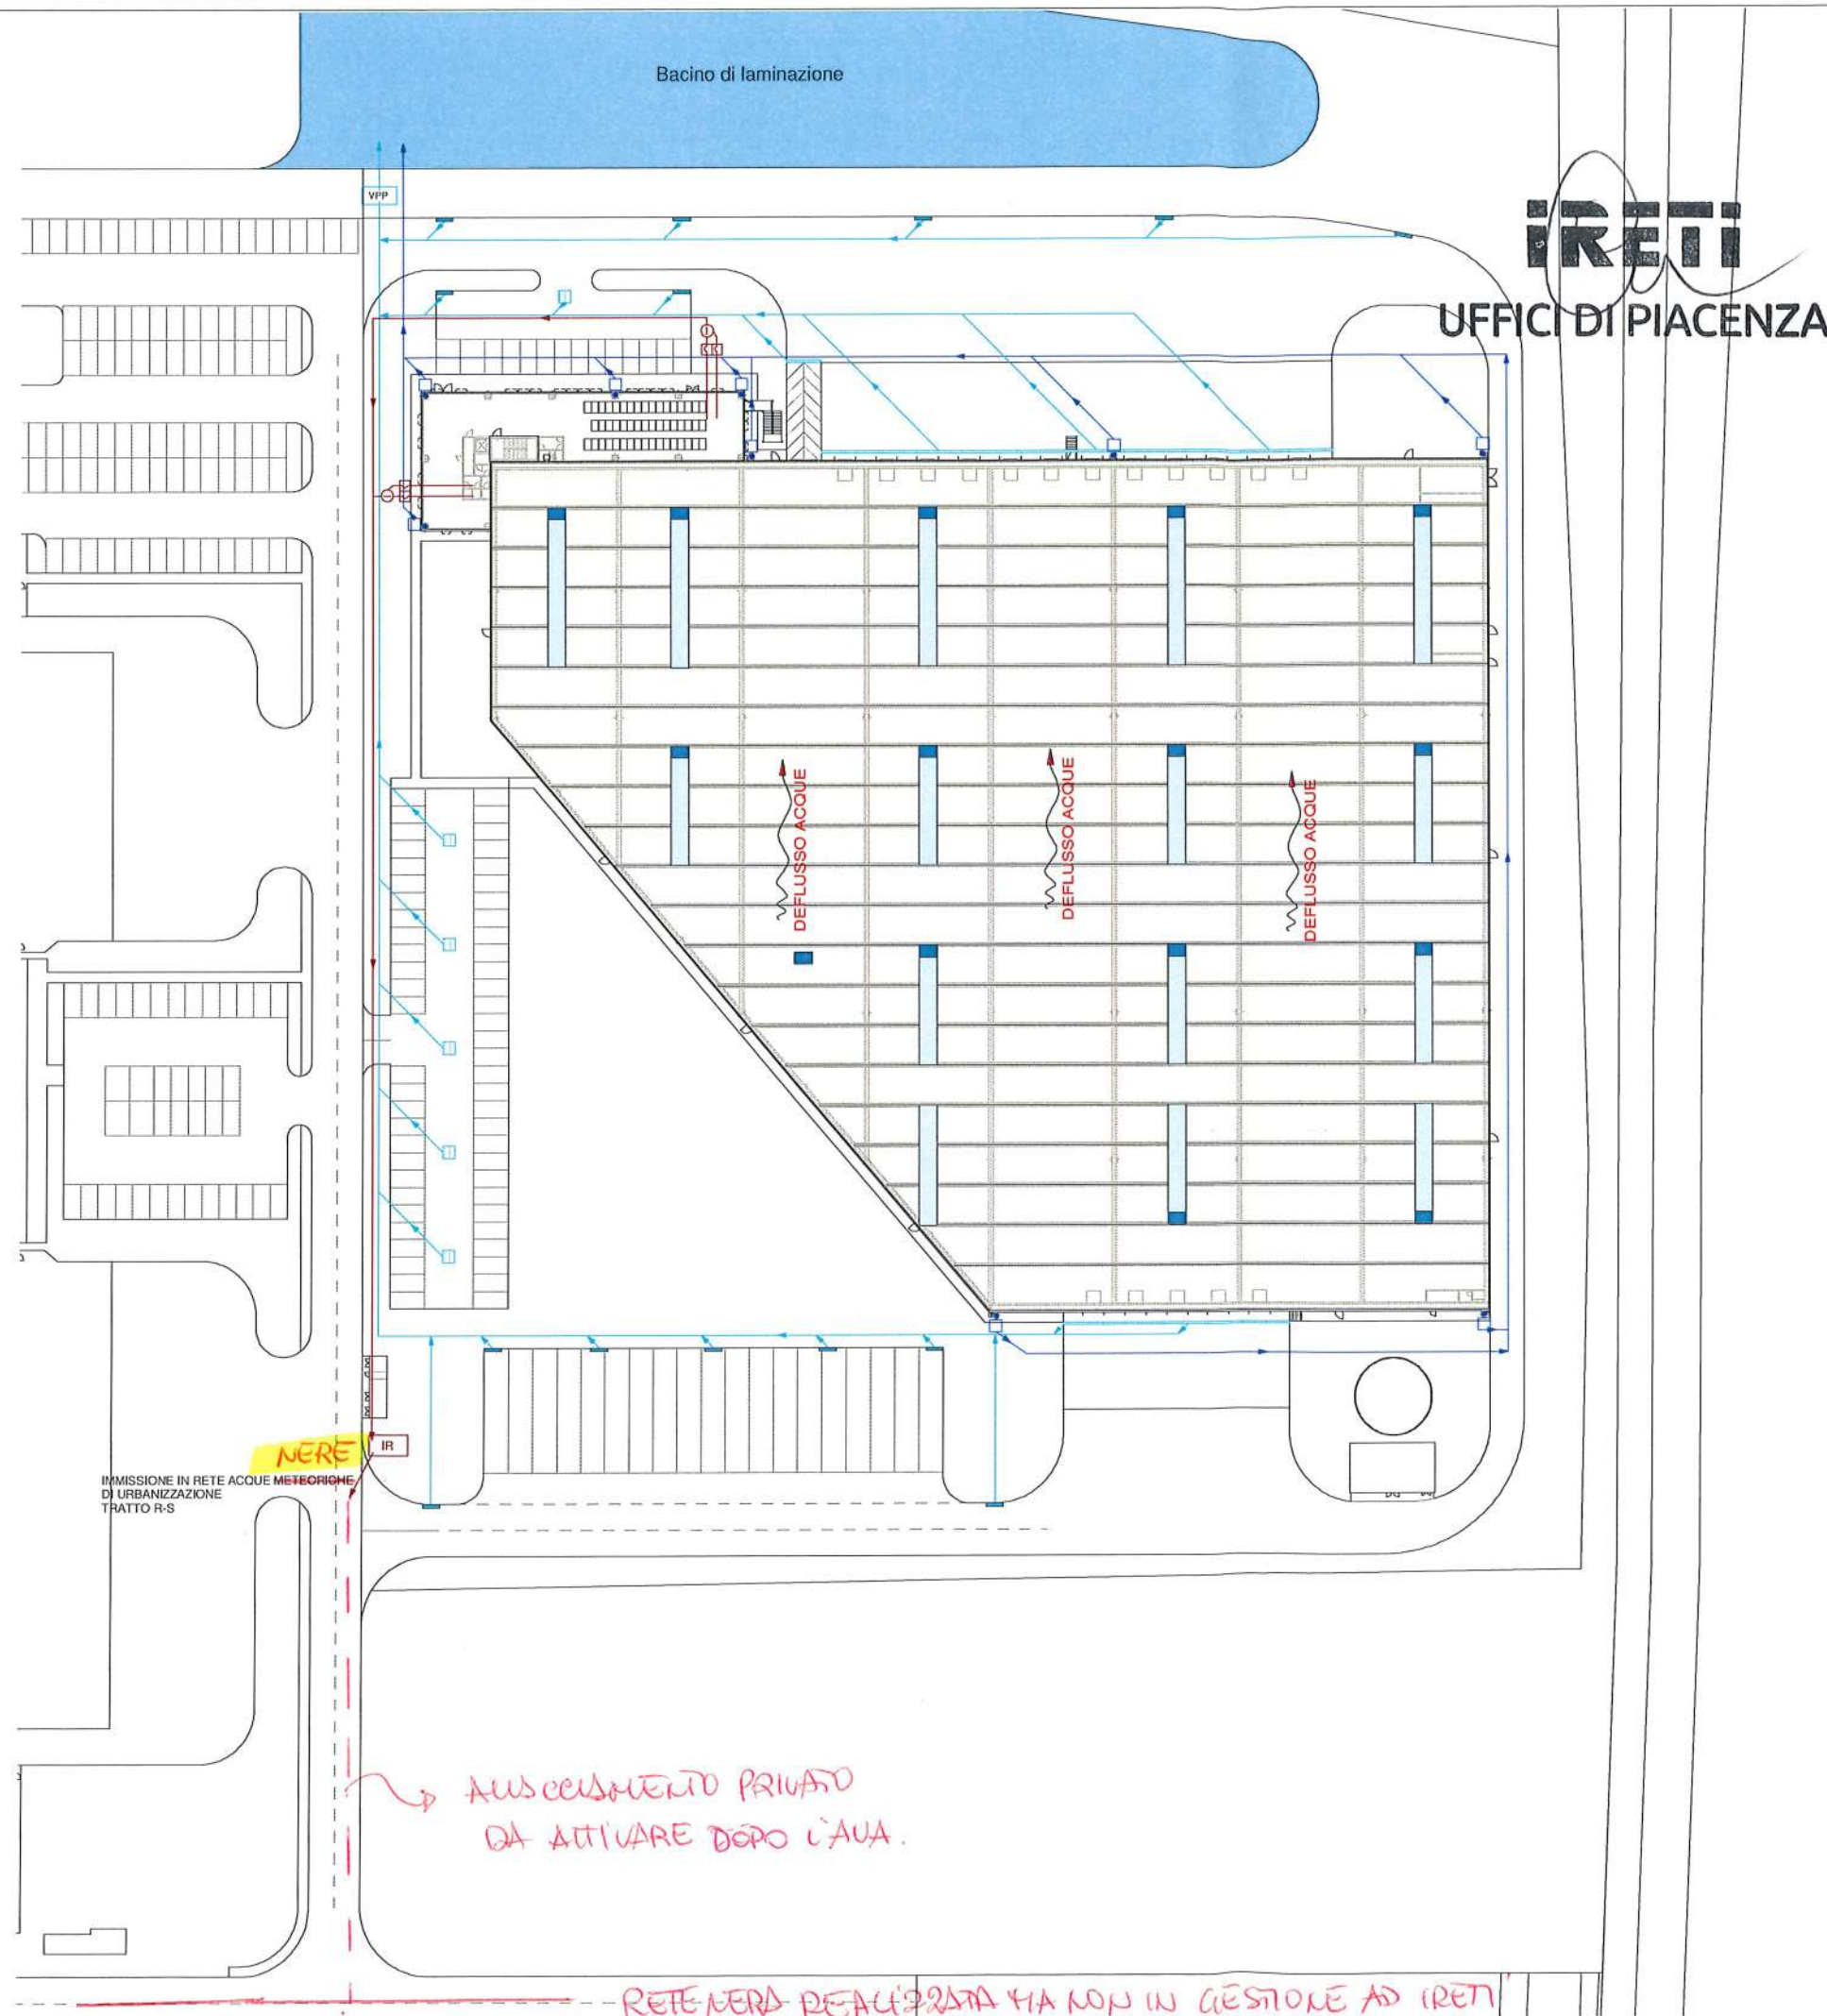 Bacino di laminazione
VPP
iRETi
UFFICI DI PIACENZA
DEFLUSSO ACQUE
DEFLUSSO ACQUE
DEFLUSSO ACQUE
NERE
IR
IMMISSIONE IN RETE ACQUE METEORICHE
DI URBANIZZAZIONE
TRATTO R-S
ALLACCIAMENTO PRIVATO
DA ATTIVARE DOPO L'AUA.
RETE NERA REALIZZATA MA NON IN GESTIONE AD IRETI